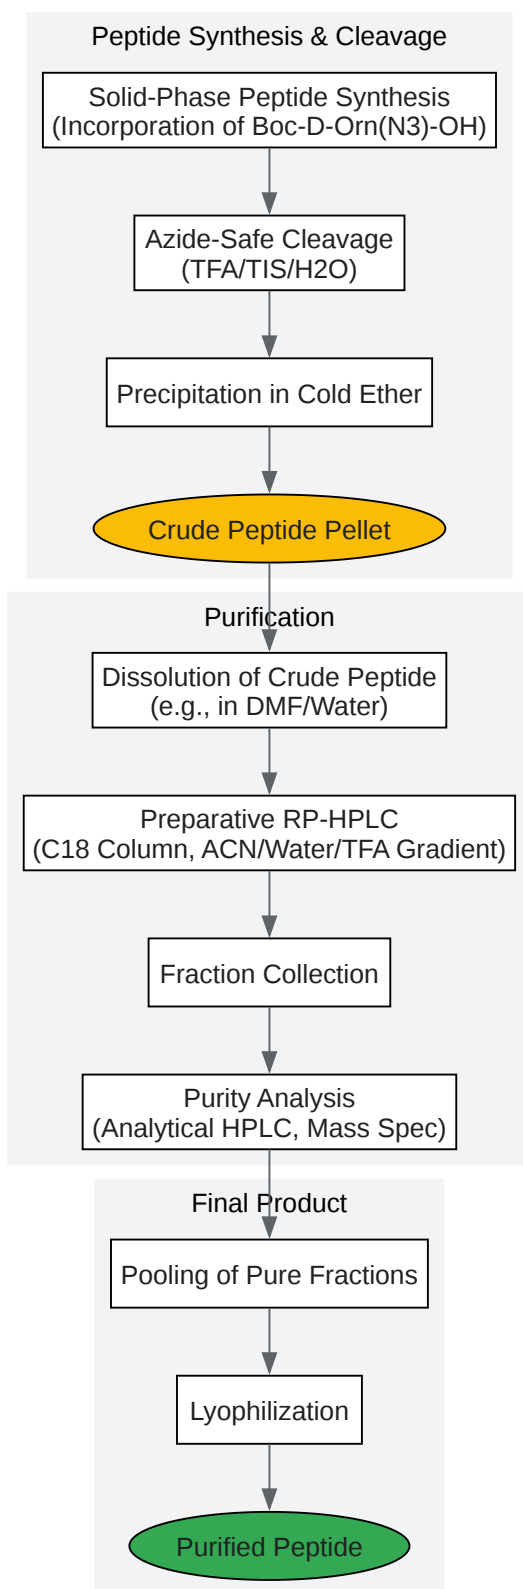 Peptide Synthesis & Cleavage
Solid-Phase Peptide Synthesis
(Incorporation of Boc-D-Orn(N3)-OH)
Azide-Safe Cleavage
(TFA/TIS/H2O)
Precipitation in Cold Ether
Crude Peptide Pellet
Purification
Dissolution of Crude Peptide
(e.g., in DMF/Water)
Preparative RP-HPLC
(C18 Column, ACN/Water/TFA Gradient)
Fraction Collection
Purity Analysis
(Analytical HPLC, Mass Spec)
Final Product
Pooling of Pure Fractions
Lyophilization
Purified Peptide